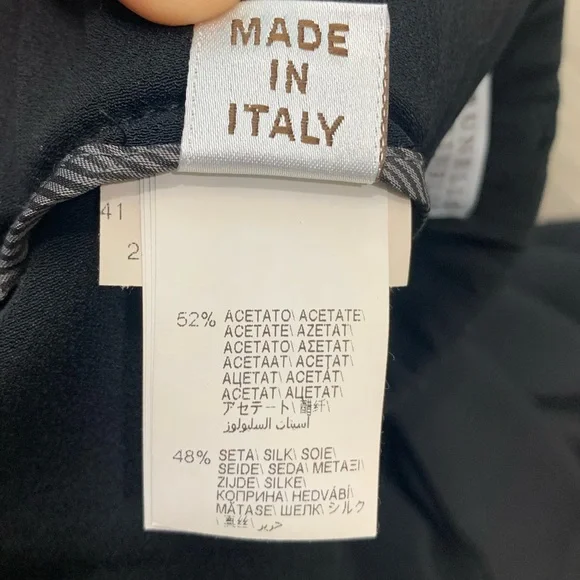 MADE
IN
ITALY
41
2
52% ACETATO\ ACETATE\
ACETATE\ AZETAT\
ACETATO\ ΑΣΕΤΑΤ\
ACETAAT\ ACETAT\
АЦЕТАТ\ ACETÁT\
ACETAT\ АЦЕТАТ\
アセテート\ 醋纤\
أسيتات السليولوز
48% SETA\ SILK\ SOIE\
SEIDE\ SEDA\ ΜΕΤΑΞΙ\
ZIJDE\ SILKE\
КОПРИНА\ HEDVÁBÍ\
MĂTASE\ ШЕЛК\ シルク
\ 真丝\ حرير\